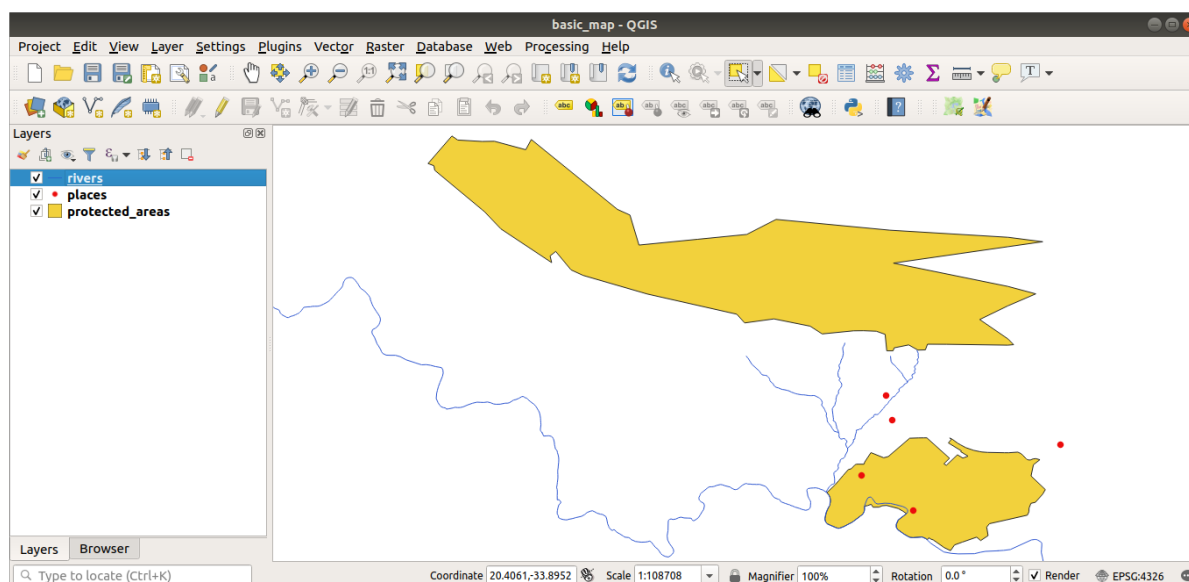 basic_map - QGIS
Project Edit View Layer Settings Plugins Vector Raster Database Web Processing Help
Layers
rivers
places
protected_areas
Layers Browser
Type to locate (Ctrl+K) Coordinate 20.4061,-33.8952 Scale 1:108708 Magnifier 100% Rotation 0.0° Render EPSG:4326